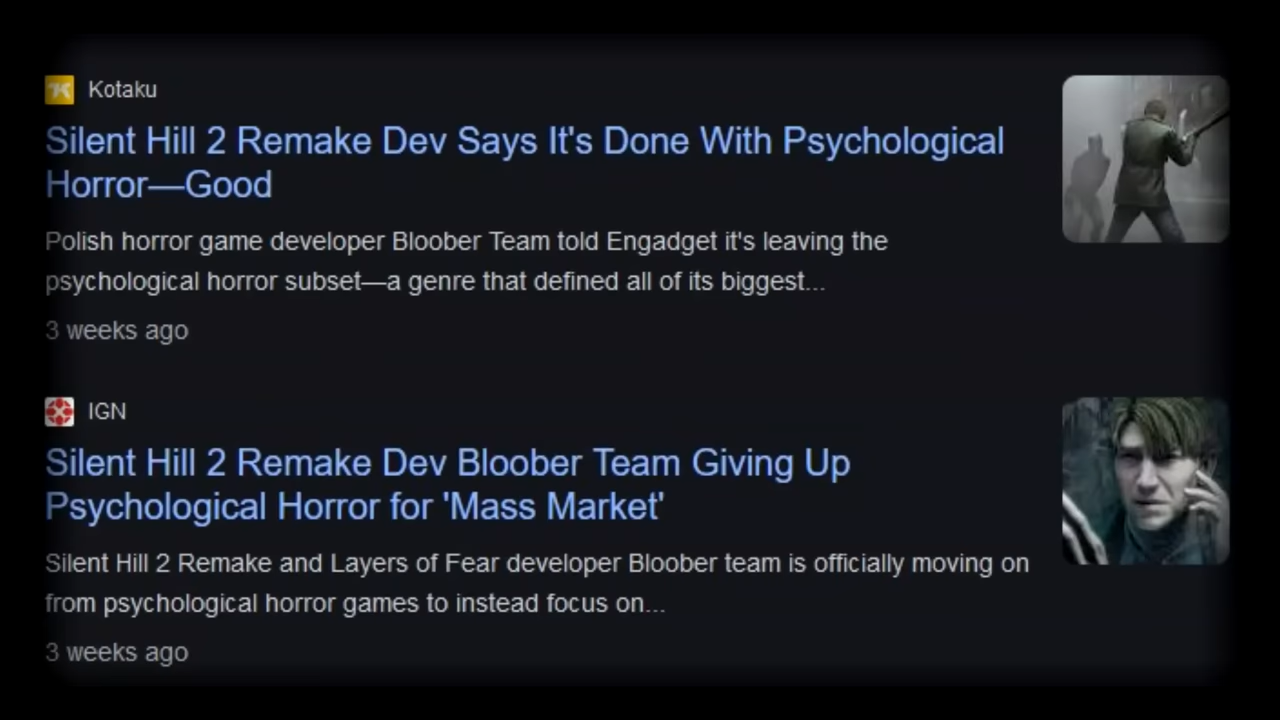 Kotaku
Silent Hill 2 Remake Dev Says It's Done With Psychological
Horror—Good
Polish horror game developer Bloober Team told Engadget it's leaving the
psychological horror subset—a genre that defined all of its biggest...
3 weeks ago
IGN
Silent Hill 2 Remake Dev Bloober Team Giving Up
Psychological Horror for 'Mass Market'
Silent Hill 2 Remake and Layers of Fear developer Bloober team is officially moving on
from psychological horror games to instead focus on...
3 weeks ago